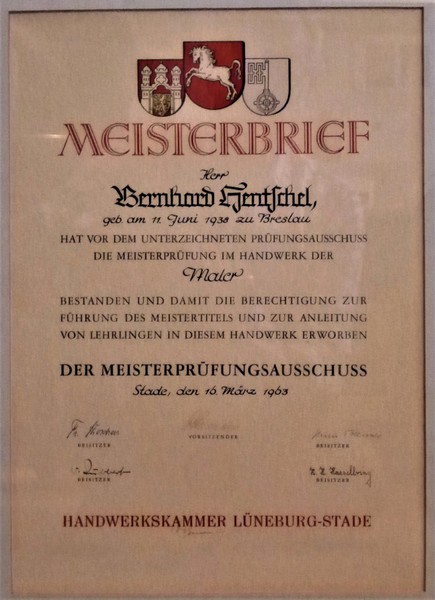 MEISTERBRIEF
Herr
Bernhard Hentschel,
geb. am 11. Juni 1938 zu Breslau
HAT VOR DEM UNTERZEICHNETEN PRÜFUNGSAUSSCHUSS
DIE MEISTERPRÜFUNG IM HANDWERK DER
Maler
BESTANDEN UND DAMIT DIE BERECHTIGUNG ZUR
FÜHRUNG DES MEISTERTITELS UND ZUR ANLEITUNG
VON LEHRLINGEN IN DIESEM HANDWERK ERWORBEN
DER MEISTERPRÜFUNGSAUSSCHUSS
Stade, den 16. März 1963
BEISITZER
VORSITZENDER
BEISITZER
BEISITZER
BEISITZER
HANDWERKSKAMMER LÜNEBURG-STADE